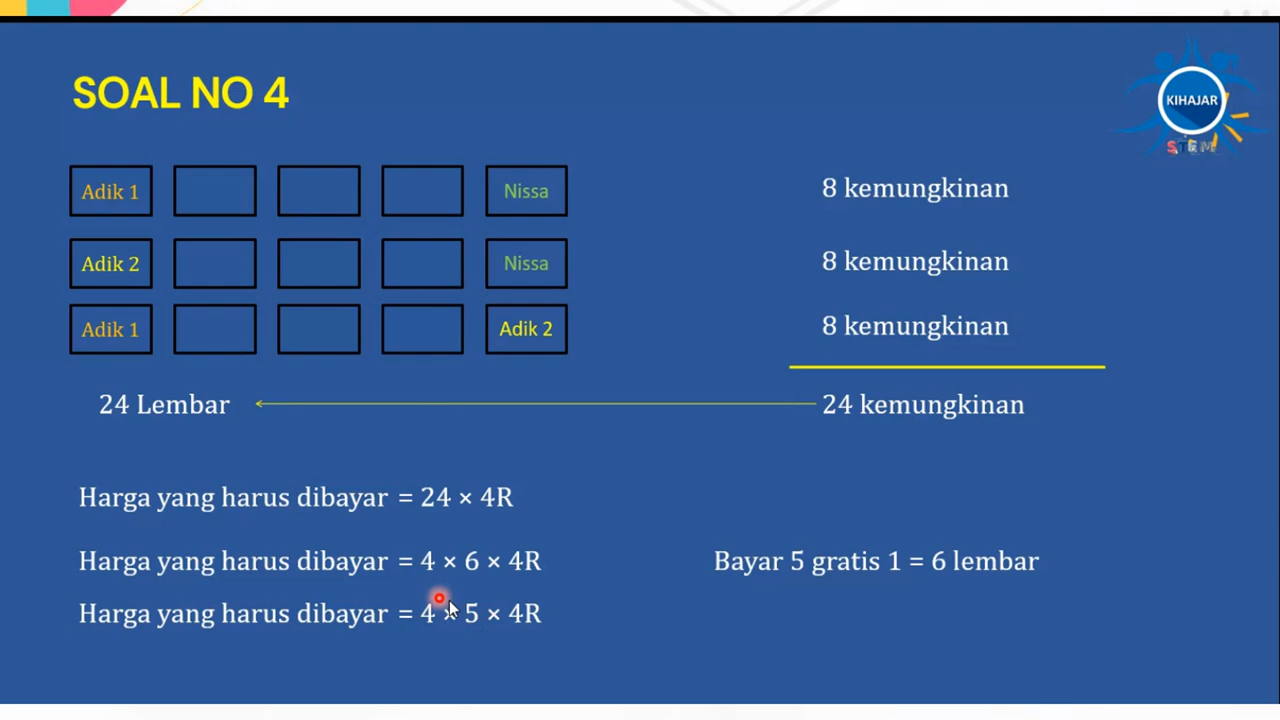 SOAL NO 4
KIHAJAR
STEM
Adik 1 Nissa 8 kemungkinan
Adik 2 Nissa 8 kemungkinan
Adik 1 Adik 2 8 kemungkinan
24 Lembar 24 kemungkinan
Harga yang harus dibayar = 24 × 4R
Harga yang harus dibayar = 4 × 6 × 4R Bayar 5 gratis 1 = 6 lembar
Harga yang harus dibayar = 4 × 5 × 4R